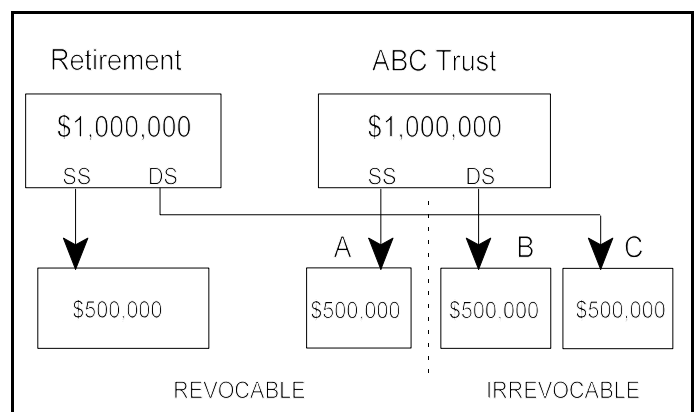 Retirement ABC Trust
$1,000,000 $1,000,000
SS DS SS DS
A B C
$500,000 $500,000 $500,000 $500,000
REVOCABLE IRREVOCABLE